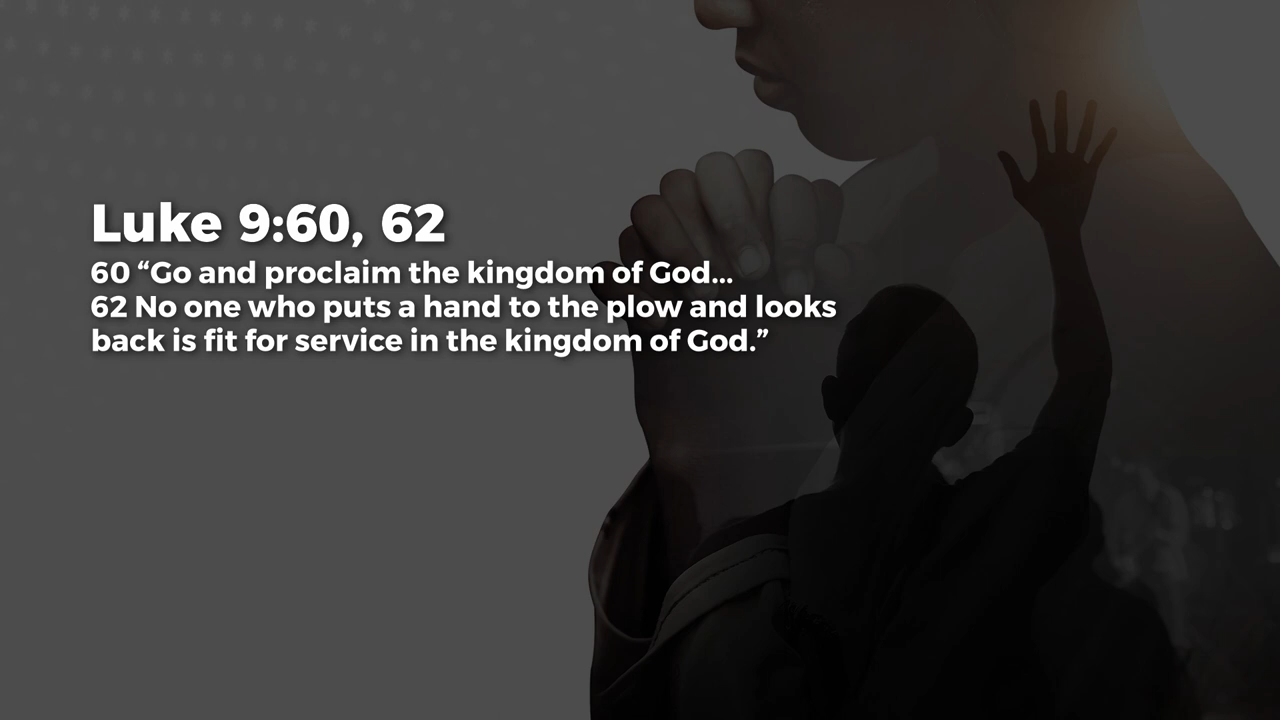 Luke 9:60, 62
60 “Go and proclaim the kingdom of God...
62 No one who puts a hand to the plow and looks
back is fit for service in the kingdom of God.”